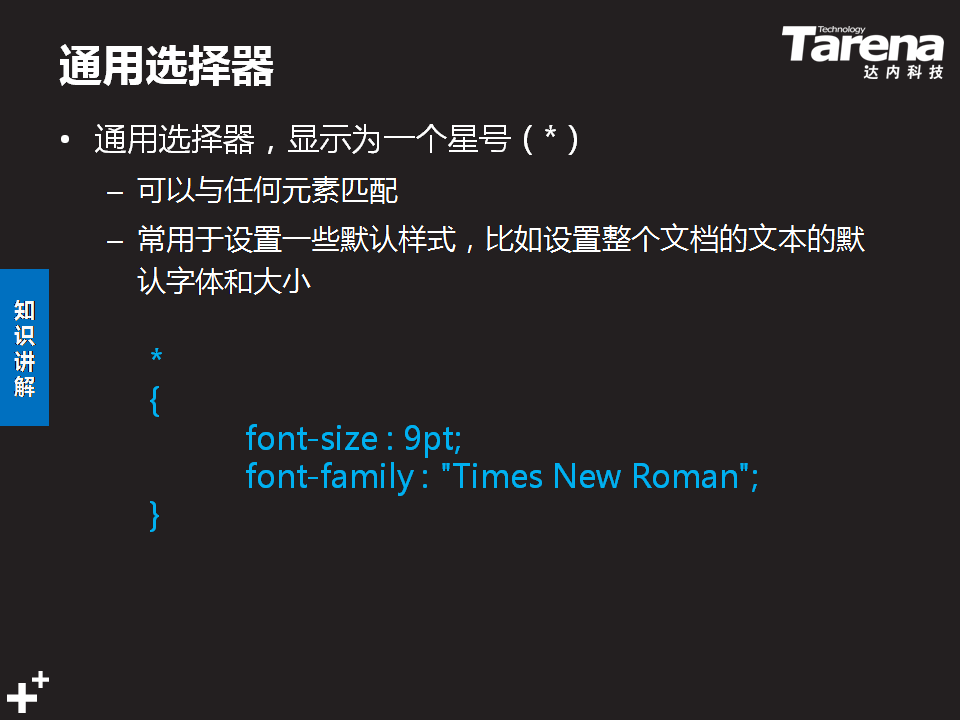 通用选择器
Technology
Tarena
达内科技
• 通用选择器，显示为一个星号（*）
– 可以与任何元素匹配
– 常用于设置一些默认样式，比如设置整个文档的文本的默
认字体和大小
知识讲解
*
{
font-size : 9pt;
font-family : "Times New Roman";
}